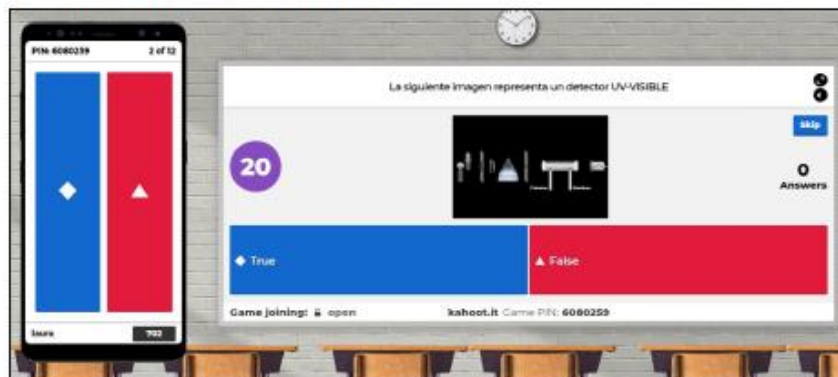 PIN: 6080259
2 of 12
laura
702
La siguiente imagen representa un detector UV-VISIBLE
Skip
20
0
Answers
True
False
Game joining: open
kahoot.it Game PIN: 6080259